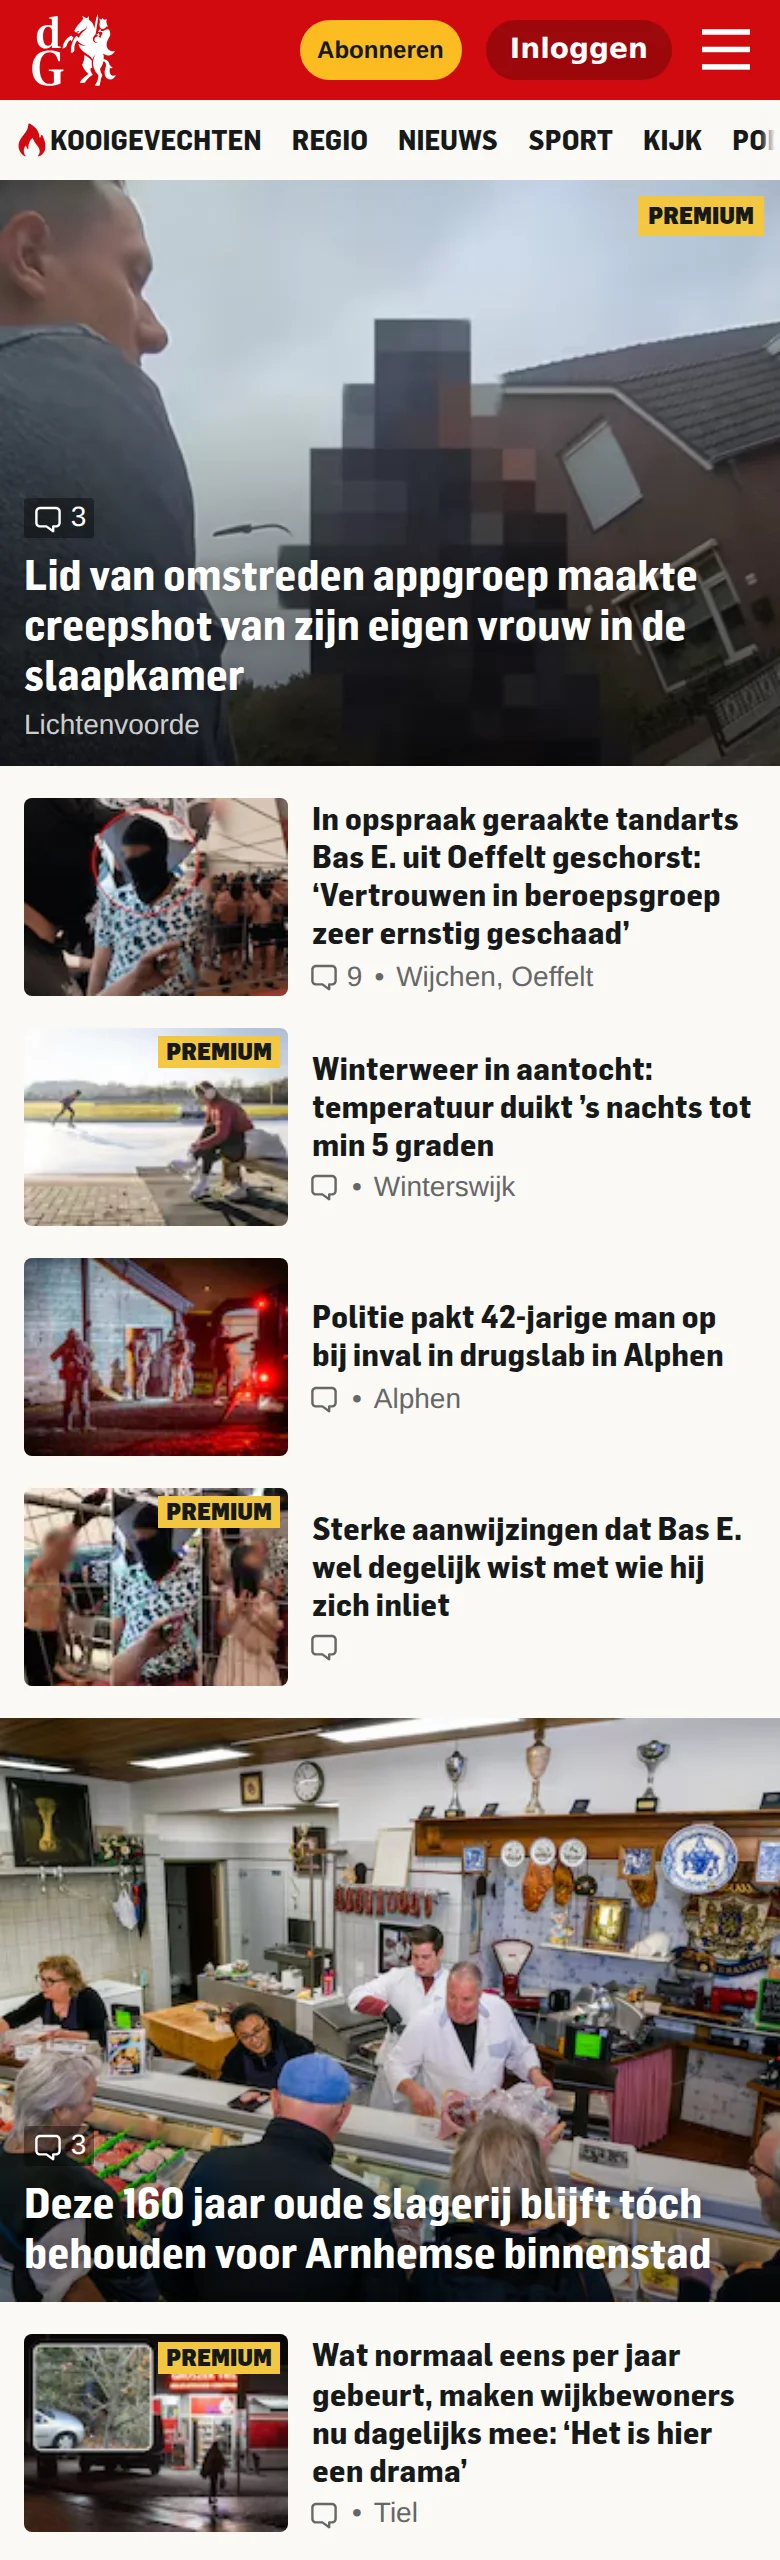 dG
Abonneren
Inloggen
KOOIGEVECHTEN REGIO NIEUWS SPORT KIJK
PREMIUM
3
Lid van omstreden appgroep maakte
creepshot van zijn eigen vrouw in de
slaapkamer
Lichtenvoorde
In opspraak geraakte tandarts
Bas E. uit Oeffelt geschorst:
‘Vertrouwen in beroepsgroep
zeer ernstig geschaad’
9 • Wijchen, Oeffelt
PREMIUM
Winterweer in aantocht:
temperatuur duikt ’s nachts tot
min 5 graden
• Winterswijk
Politie pakt 42-jarige man op
bij inval in drugslab in Alphen
• Alphen
PREMIUM
Sterke aanwijzingen dat Bas E.
wel degelijk wist met wie hij
zich inliet
3
Deze 160 jaar oude slagerij blijft tóch
behouden voor Arnhemse binnenstad
PREMIUM
Wat normaal eens per jaar
gebeurt, maken wijkbewoners
nu dagelijks mee: ‘Het is hier
een drama’
• Tiel